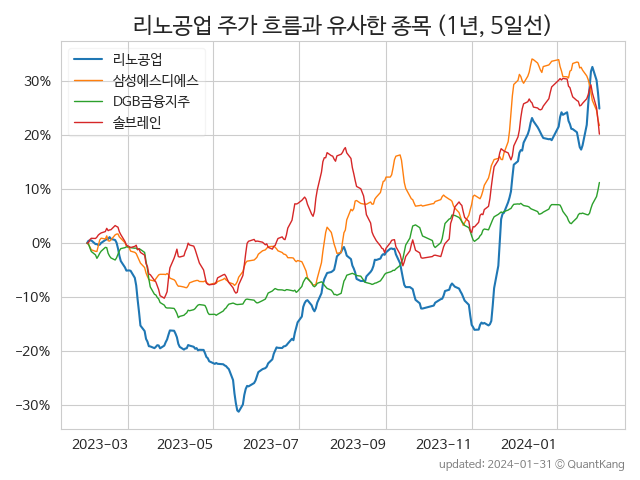 리노공업 주가 흐름과 유사한 종목 (1년, 5일선)
리노공업
삼성에스디에스
DGB금융지주
솔브레인
30%
20%
10%
0%
−10%
−20%
−30%
2023-03 2023-05 2023-07 2023-09 2023-11 2024-01
updated: 2024-01-31 © QuantKang